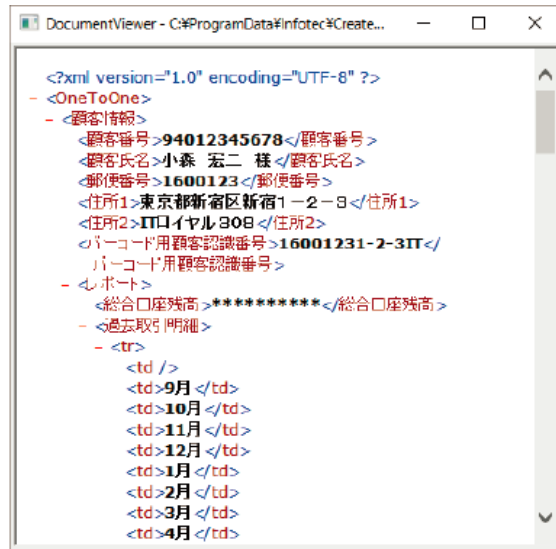 DocumentViewer - C:¥ProgramData¥Infotec¥Create...
<?xml version="1.0" encoding="UTF-8" ?>
- <OneToOne>
- <顧客情報>
<顧客番号>94012345678</顧客番号>
<顧客氏名>小森 宏二 様</顧客氏名>
<郵便番号>1600123</郵便番号>
<住所1>東京都新宿区新宿1－2－3</住所1>
<住所2>ITロイヤル308</住所2>
<バーコード用顧客認識番号>16001231-2-3IT</
バーコード用顧客認識番号>
- <レポート>
<総合口座残高>**********</総合口座残高>
- <過去取引明細>
- <tr>
<td />
<td>9月</td>
<td>10月</td>
<td>11月</td>
<td>12月</td>
<td>1月</td>
<td>2月</td>
<td>3月</td>
<td>4月</td>